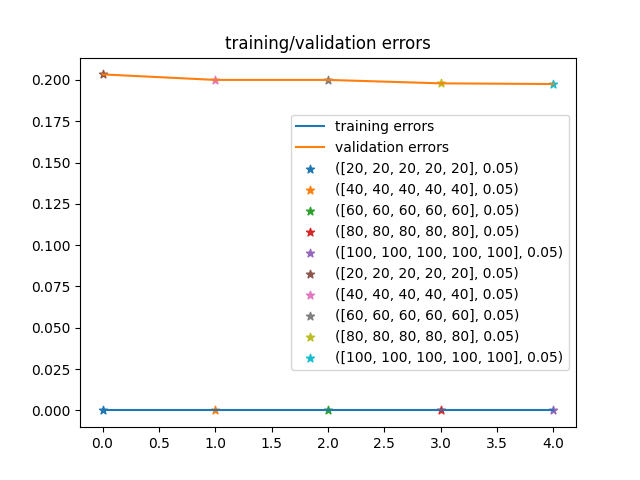 training/validation errors
0.200
0.175
0.150
0.125
0.100
0.075
0.050
0.025
0.000
training errors
validation errors
([20, 20, 20, 20, 20], 0.05)
([40, 40, 40, 40, 40], 0.05)
([60, 60, 60, 60, 60], 0.05)
([80, 80, 80, 80, 80], 0.05)
([100, 100, 100, 100, 100], 0.05)
([20, 20, 20, 20, 20], 0.05)
([40, 40, 40, 40, 40], 0.05)
([60, 60, 60, 60, 60], 0.05)
([80, 80, 80, 80, 80], 0.05)
([100, 100, 100, 100, 100], 0.05)
0.0 0.5 1.0 1.5 2.0 2.5 3.0 3.5 4.0